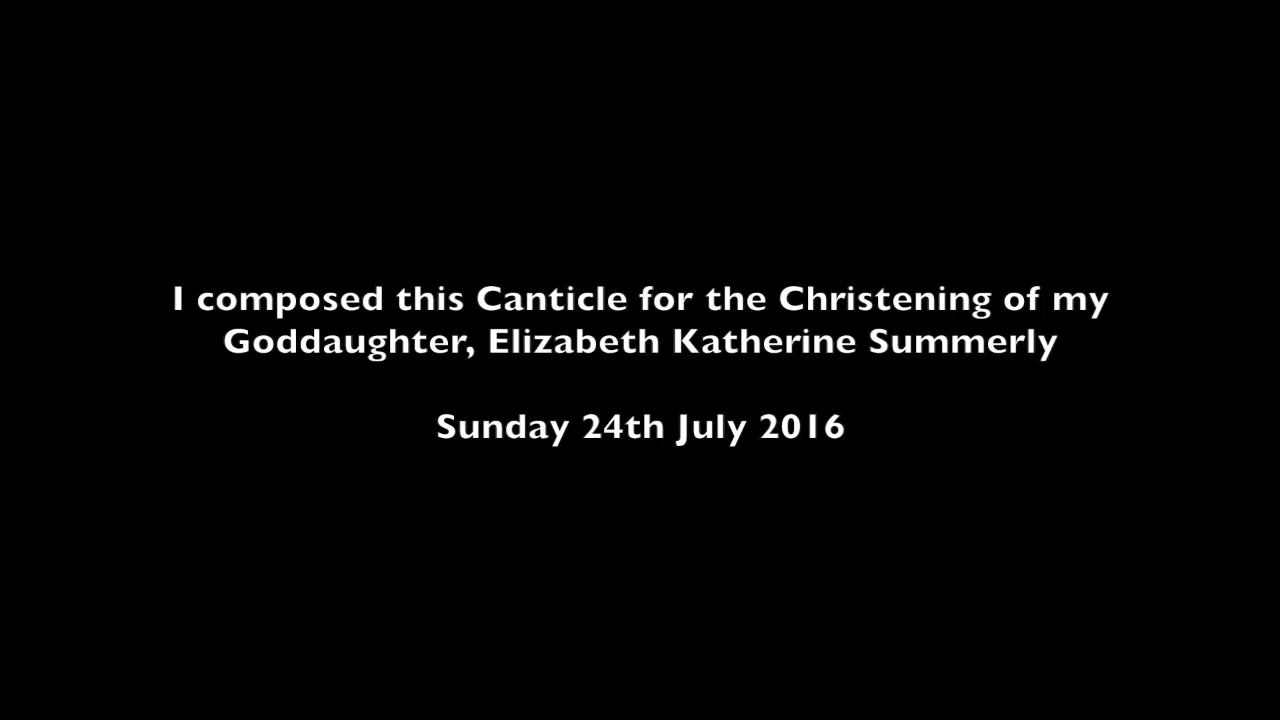 I composed this Canticle for the Christening of my
Goddaughter, Elizabeth Katherine Summerly
Sunday 24th July 2016